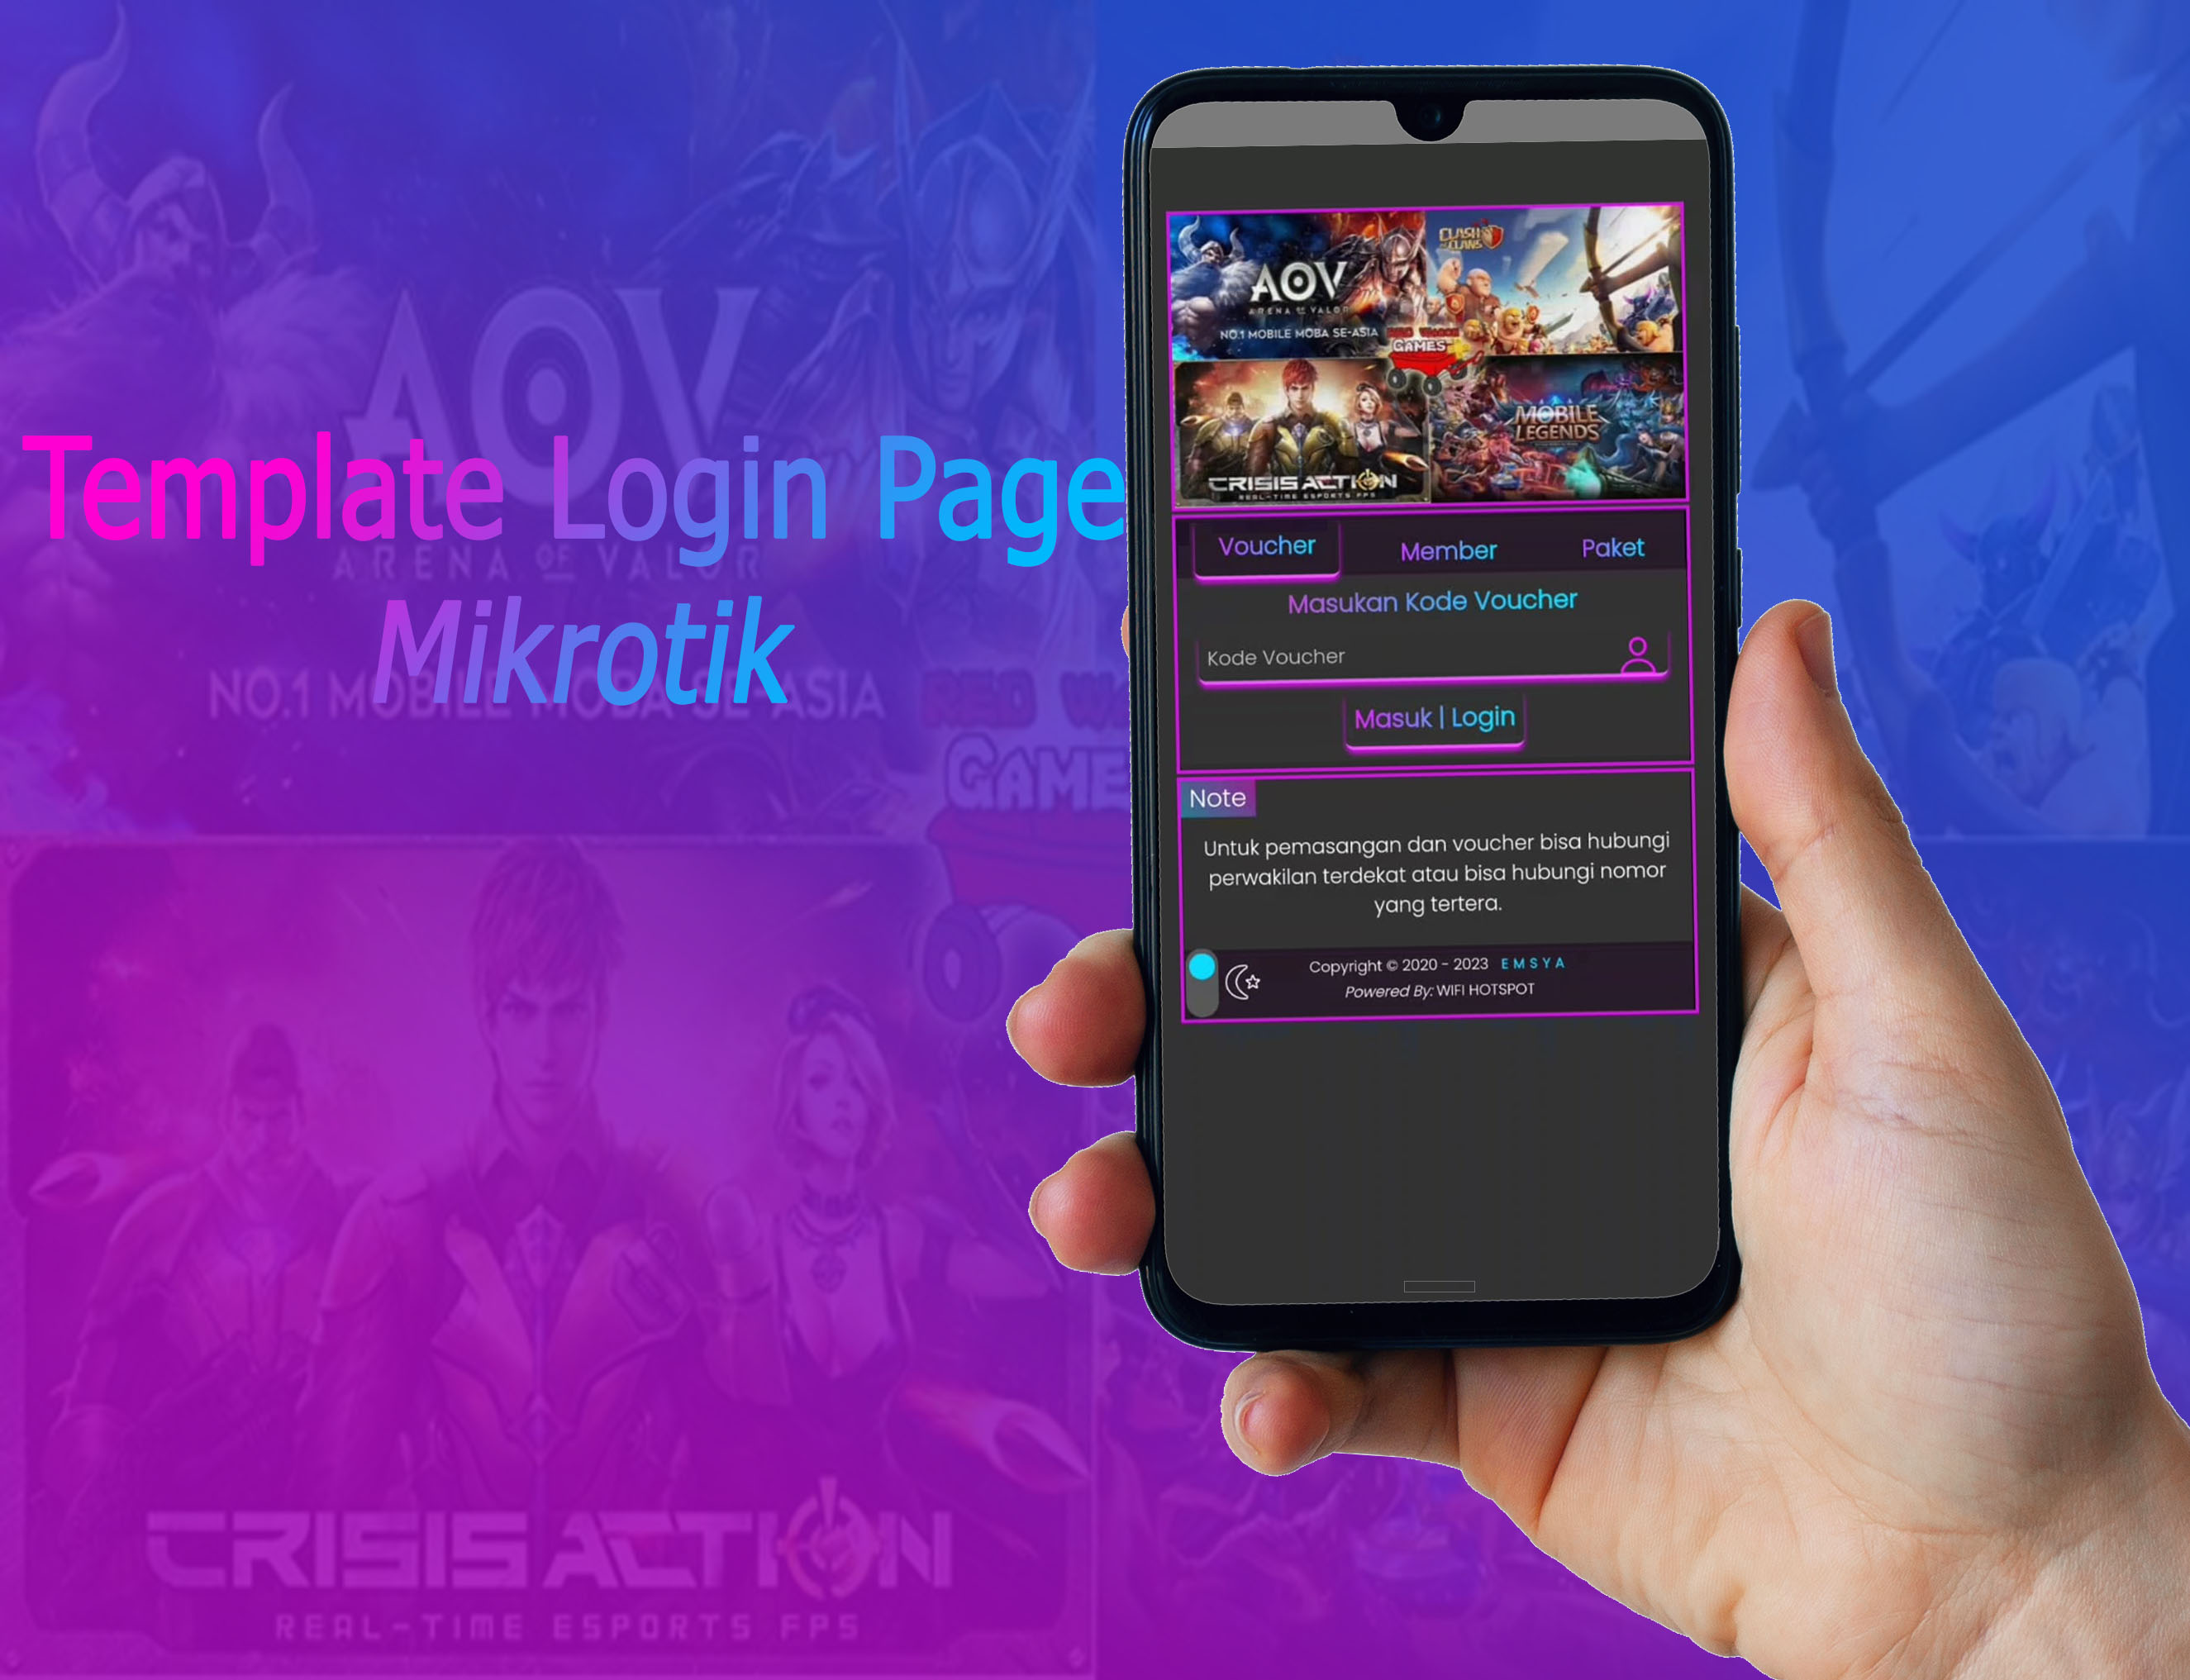 Template Login Page
Mikrotik
AOV
ARENA OF VALOR
NO.1 MOBILE MOBA SE-ASIA
GAME
CRISIS ACTION
REAL-TIME ESPORTS FPS
CLASH OF CLANS
AOV
ARENA OF VALOR
NO.1 MOBILE MOBA SE-ASIA
RED WAGON
GAMES
MOBILE
LEGENDS
CRISIS ACTION
REAL-TIME ESPORTS FPS
Voucher Member Paket
Masukan Kode Voucher
Kode Voucher
Masuk | Login
Note
Untuk pemasangan dan voucher bisa hubungi
perwakilan terdekat atau bisa hubungi nomor
yang tertera.
Copyright © 2020 - 2023 EMSYA
Powered By: WIFI HOTSPOT